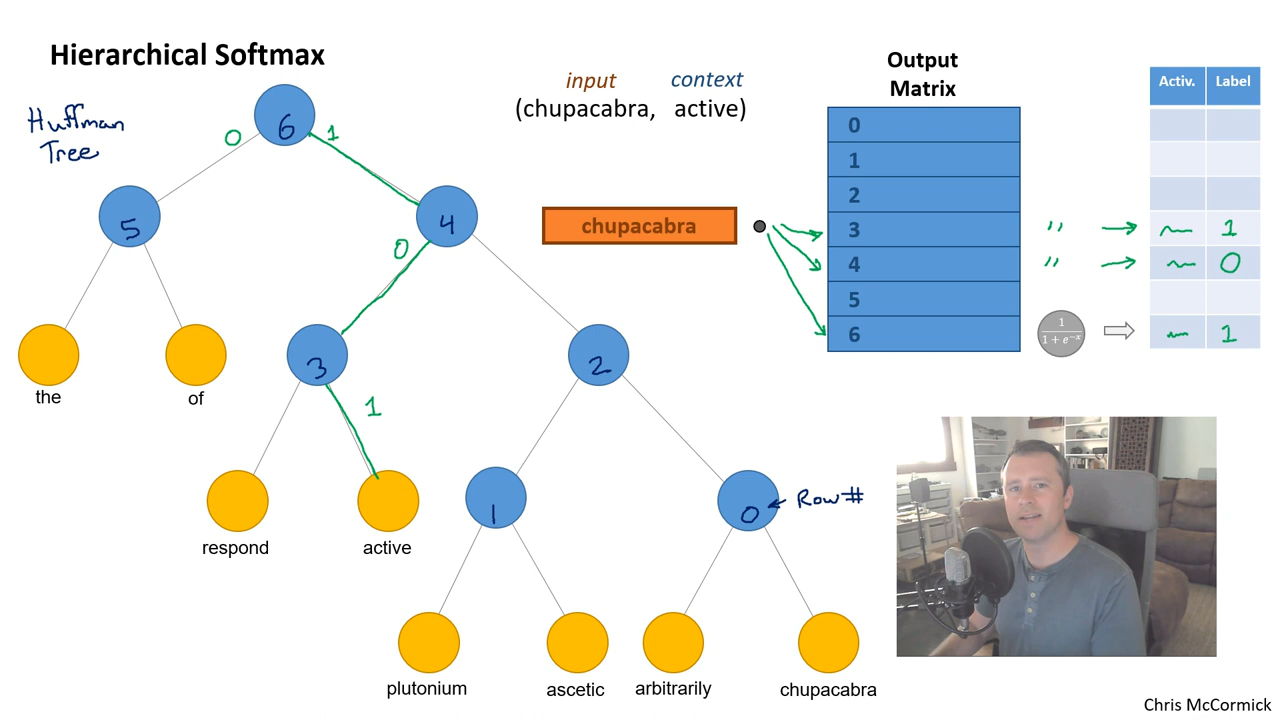 Hierarchical Softmax
Huffman
Tree
input context
(chupacabra, active)
Output
Matrix
Activ. Label
6
0
1
5
4
0
3
2
1
the
of
respond
active
1
0
← Row #
plutonium
ascetic
arbitrarily
chupacabra
chupacabra
0
1
2
3 " → 1
4 " → 0
5
6 1/(1 + e^-x) 1
Chris McCormick